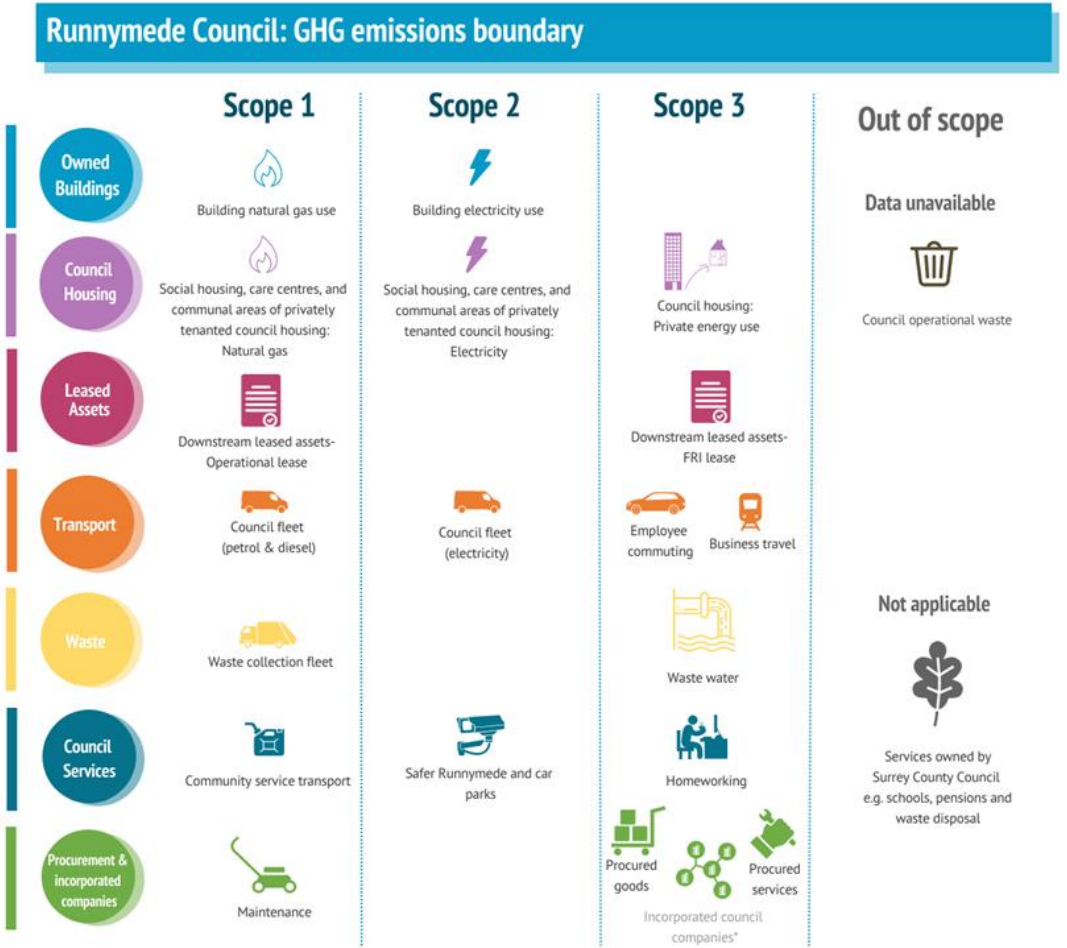 Runnymede Council: GHG emissions boundary
Scope 1
Scope 2
Scope 3
Out of scope
Owned
Buildings
Building natural gas use
Building electricity use
Data unavailable
Council
Housing
Social housing, care centres, and
communal areas of privately
tenanted council housing:
Natural gas
Social housing, care centres, and
communal areas of privately
tenanted council housing:
Electricity
Council housing:
Private energy use
Council operational waste
Leased
Assets
Downstream leased assets-
Operational lease
Downstream leased assets-
FRI lease
Transport
Council fleet
(petrol & diesel)
Council fleet
(electricity)
Employee
commuting
Business travel
Waste
Waste collection fleet
Waste water
Not applicable
Council
Services
Community service transport
Safer Runnymede and car
parks
Homeworking
Services owned by
Surrey County Council
e.g. schools, pensions and
waste disposal
Procurement &
incorporated
companies
Maintenance
Procured
goods
Procured
services
Incorporated council
companies*